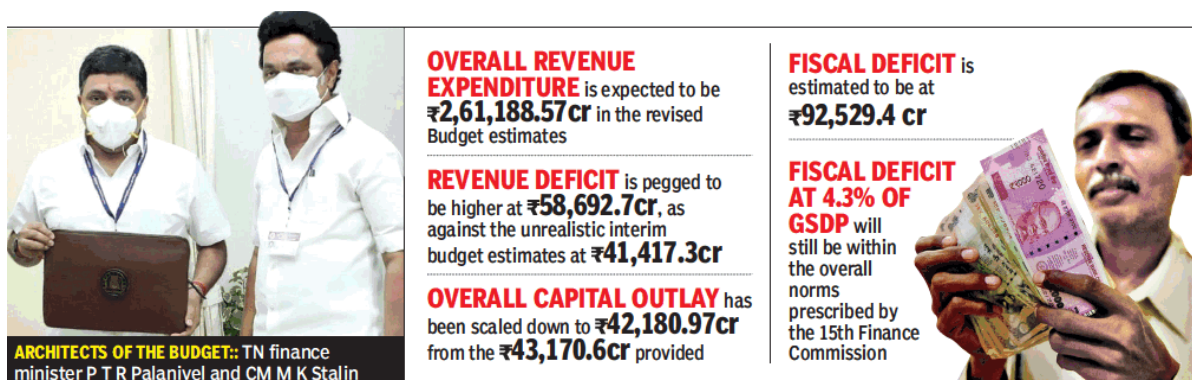 OVERALL REVENUE
EXPENDITURE is expected to be
₹2,61,188.57cr in the revised
Budget estimates
REVENUE DEFICIT is pegged to
be higher at ₹58,692.7cr, as
against the unrealistic interim
budget estimates at ₹41,417.3cr
OVERALL CAPITAL OUTLAY has
been scaled down to ₹42,180.97cr
from the ₹43,170.6cr provided
FISCAL DEFICIT is
estimated to be at
₹92,529.4 cr
FISCAL DEFICIT
AT 4.3% OF
GSDP will
still be within
the overall
norms
prescribed by
the 15th Finance
Commission
ARCHITECTS OF THE BUDGET:: TN finance
minister P T R Palanivel and CM M K Stalin